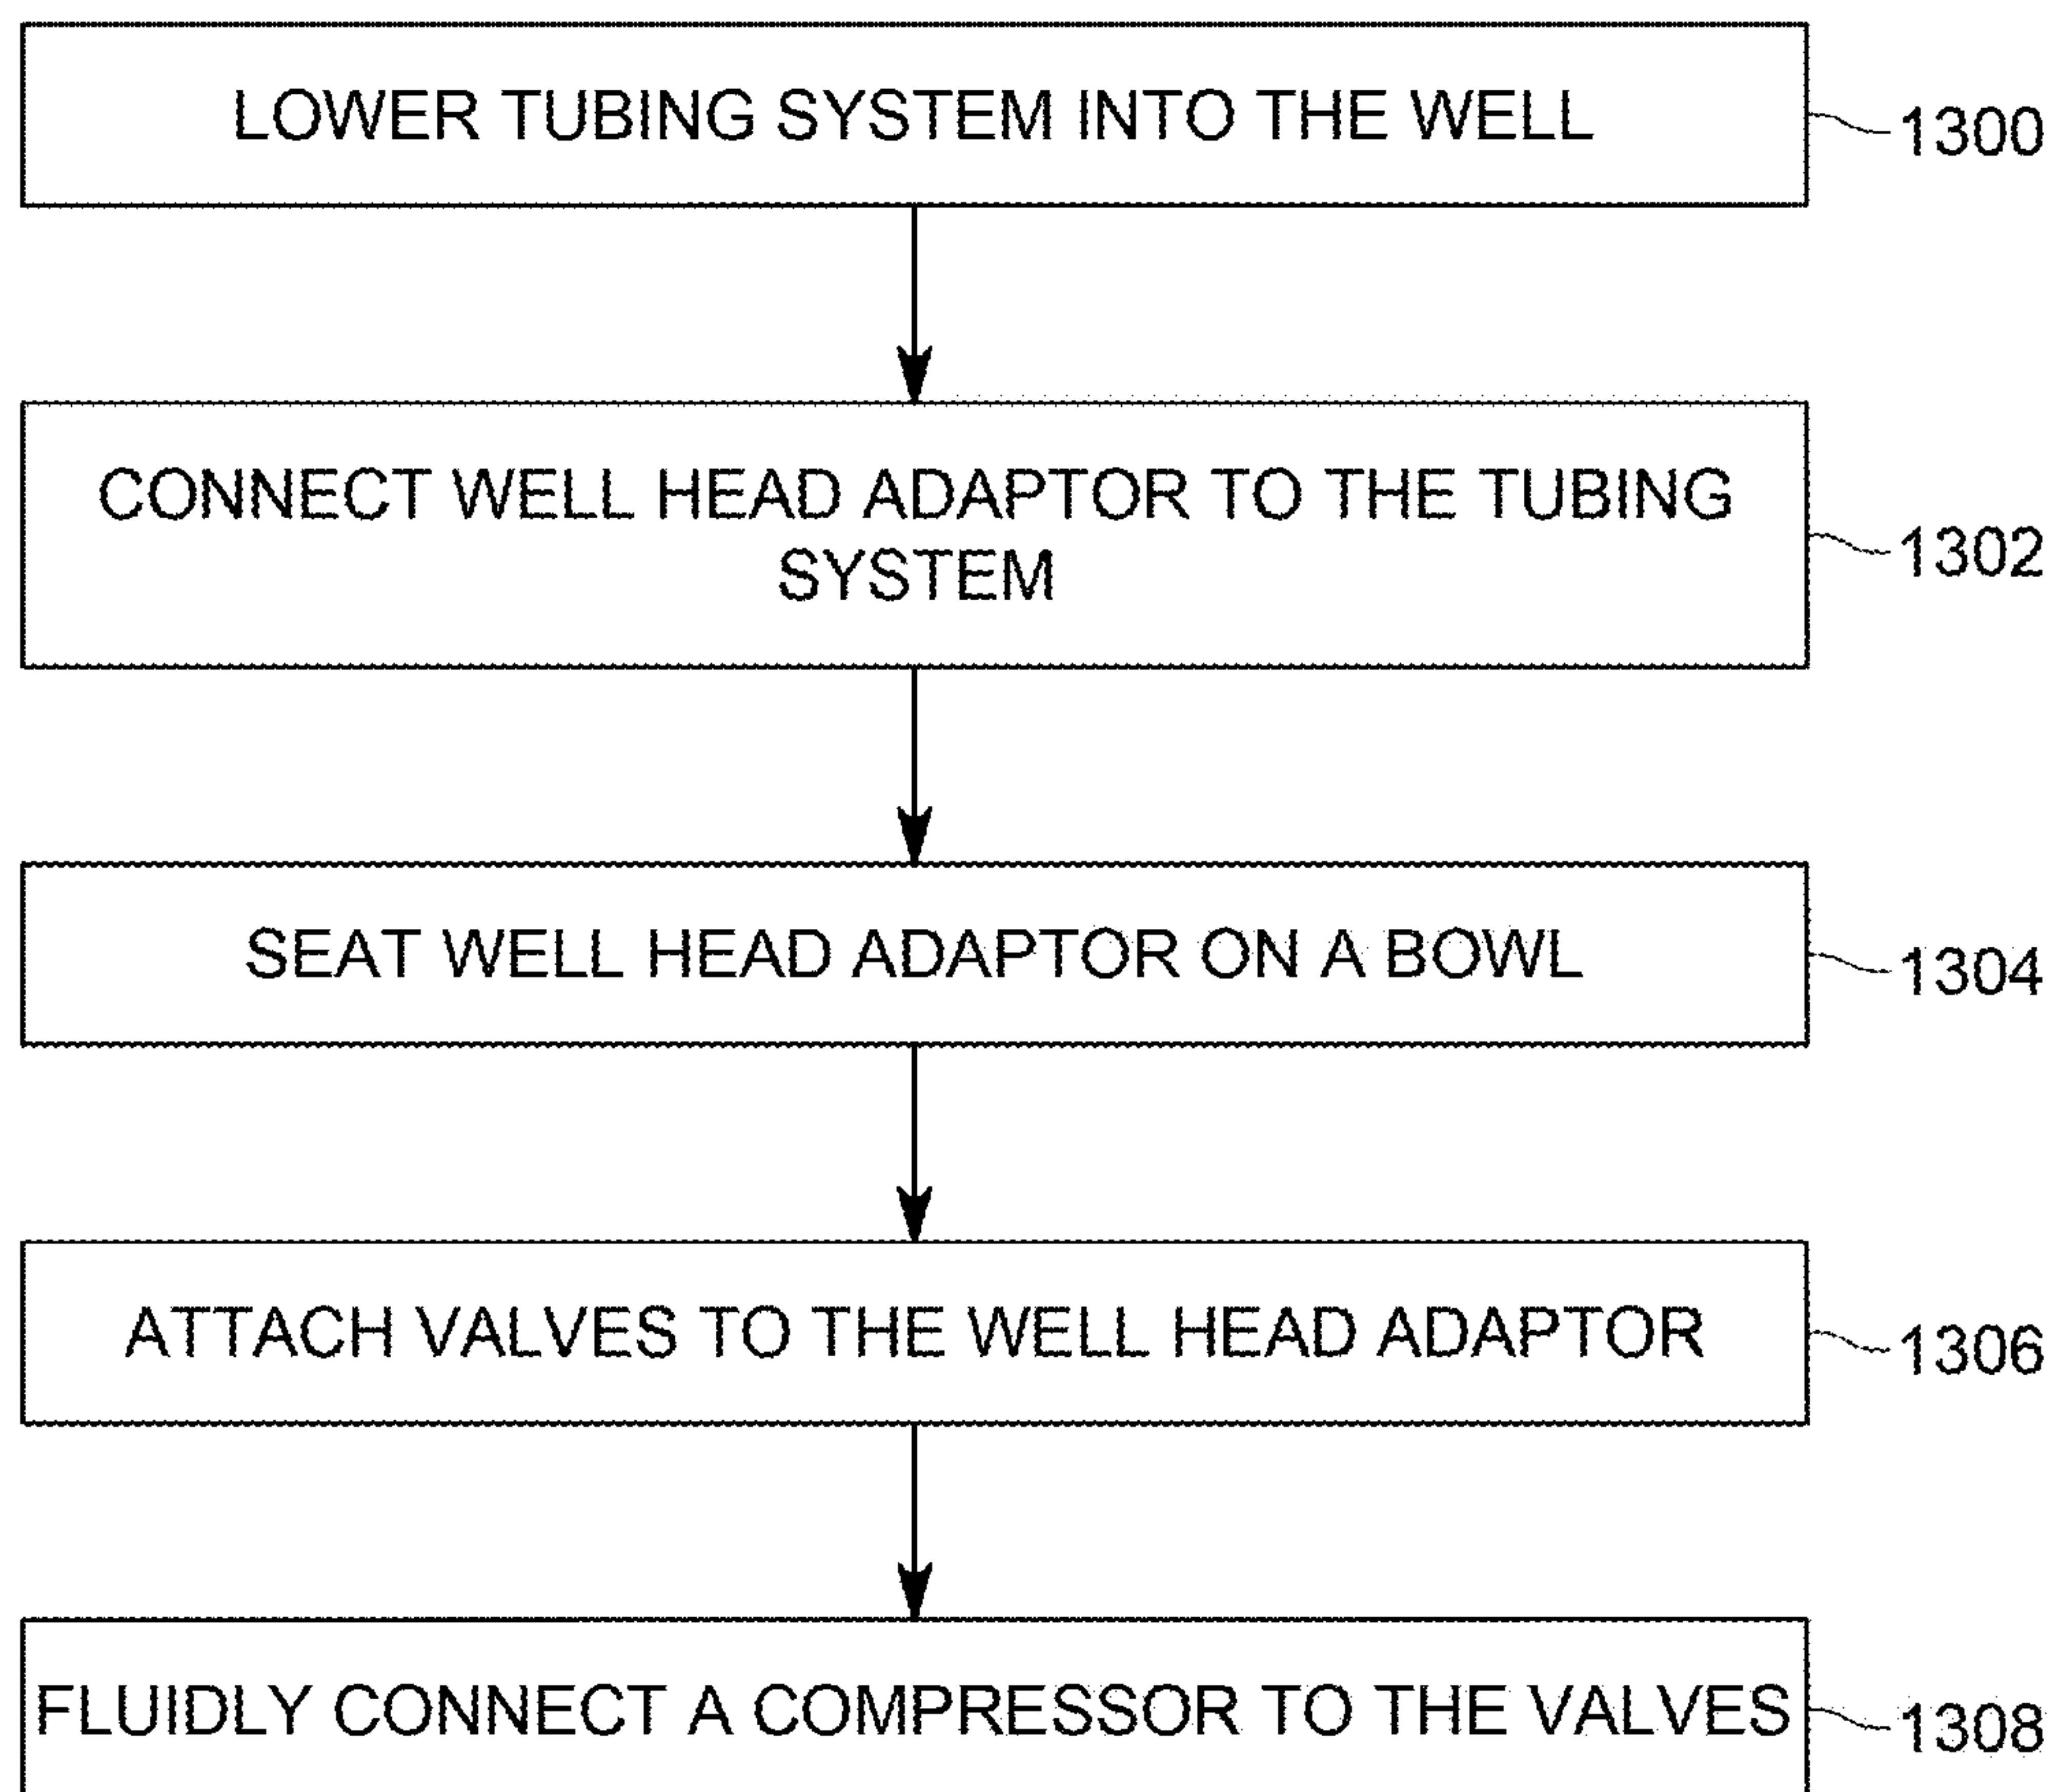 LOWER TUBING SYSTEM INTO THE WELL
1300
CONNECT WELL HEAD ADAPTOR TO THE TUBING
SYSTEM
1302
SEAT WELL HEAD ADAPTOR ON A BOWL
1304
ATTACH VALVES TO THE WELL HEAD ADAPTOR
1306
FLUIDLY CONNECT A COMPRESSOR TO THE VALVES
1308